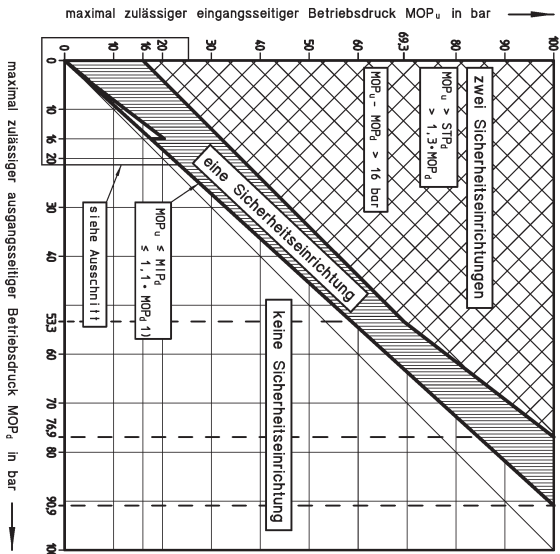 maximal zulässiger eingangsseitiger Betriebsdruck MOPu in bar
0
10
16
20
30
40
50
60
69,3
80
90
100
0
10
16
20
30
40
53,3
60
70
76,9
80
90,9
100
maximal zulässiger ausgangsseitiger Betriebsdruck MOPd in bar
zwei Sicherheitseinrichtungen
MOPu > STPd
> 1,3•MOPd
MOPu - MOPd > 16 bar
eine Sicherheitseinrichtung
MOPu ≤ MIPd
≤ 1,1• MOPd 1)
siehe Ausschnitt
keine Sicherheitseinrichtung